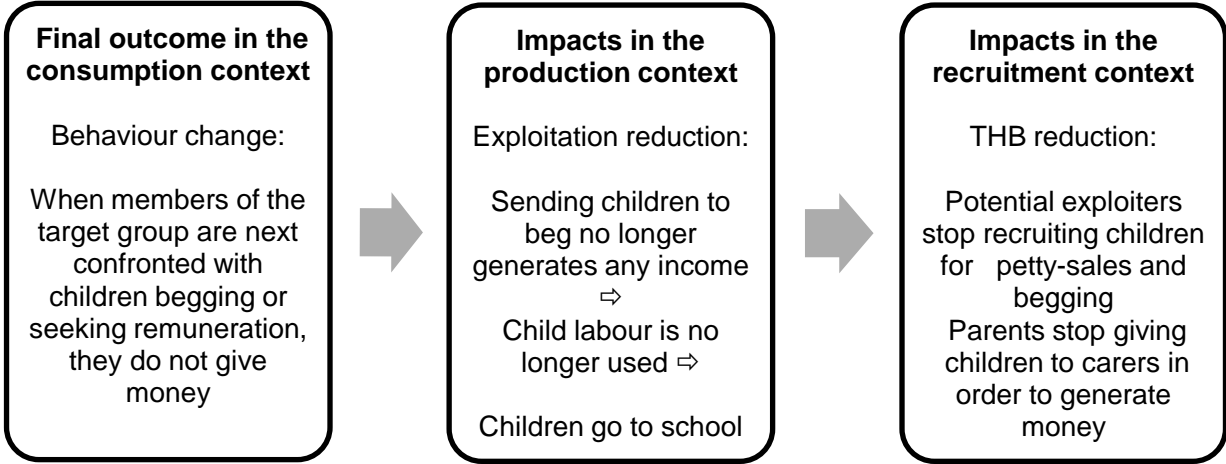 Final outcome in the
consumption context
Behaviour change:
When members of the
target group are next
confronted with
children begging or
seeking remuneration,
they do not give
money
Impacts in the
production context
Exploitation reduction:
Sending children to
beg no longer
generates any income
⇨
Child labour is no
longer used ⇨
Children go to school
Impacts in the
recruitment context
THB reduction:
Potential exploiters
stop recruiting children
for petty-sales and
begging
Parents stop giving
children to carers in
order to generate
money